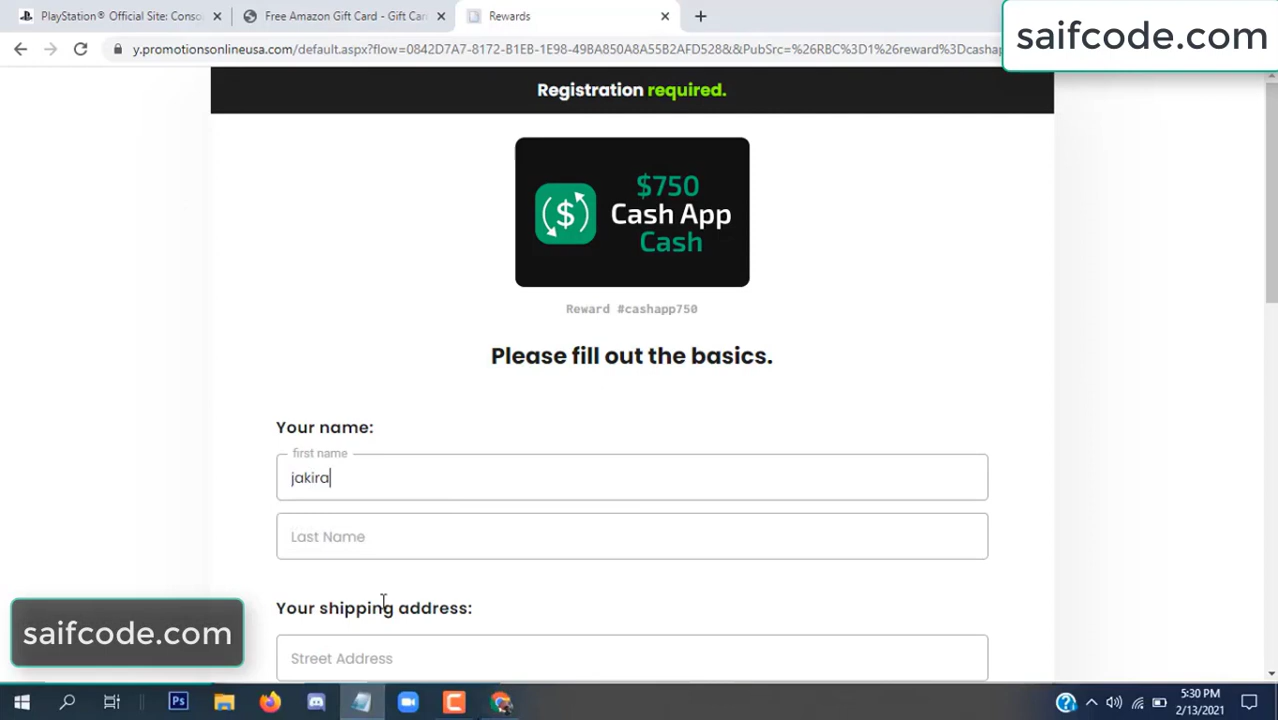 PlayStation® Official Site: Conso
Free Amazon Gift Card - Gift Car
Rewards
saifcode.com
y.promotionsonlineusa.com/default.aspx?flow=0842D7A7-8172-B1EB-1E98-49BA850A8A55B2AFD528&&PubSrc=%26RBC%3D1%26reward%3Dcashap
Registration required.
$750
Cash App
Cash
Reward #cashapp750
Please fill out the basics.
Your name:
first name
jakira
Last Name
Your shipping address:
Street Address
saifcode.com
Ps
5:30 PM
2/13/2021